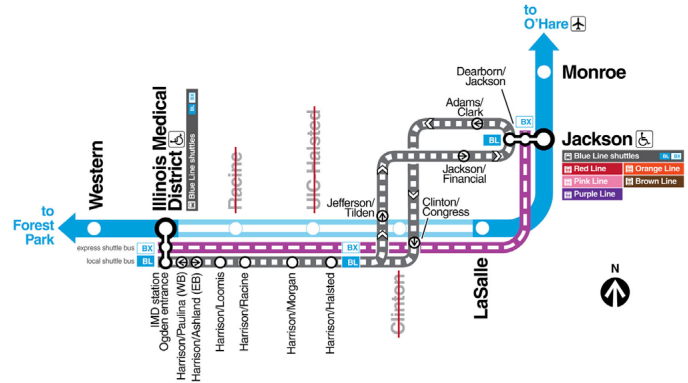 to
O'Hare
Monroe
Dearborn/
Jackson
BX
Adams/
Clark
BL
Jackson
Blue Line shuttles
BL
BX
Red Line
Orange Line
Pink Line
Brown Line
Purple Line
Jackson/
Financial
Illinois Medical
District
Blue Line shuttles
BL
BX
Western
Racine
UIC-Halsted
Jefferson/
Tilden
Clinton/
Congress
to
Forest
Park
express shuttle bus
BX
BX
local shuttle bus
BL
BL
IMD station
Ogden entrance
Harrison/Paulina (WB)
Harrison/Ashland (EB)
Harrison/Loomis
Harrison/Racine
Harrison/Morgan
Harrison/Halsted
Clinton
LaSalle
N